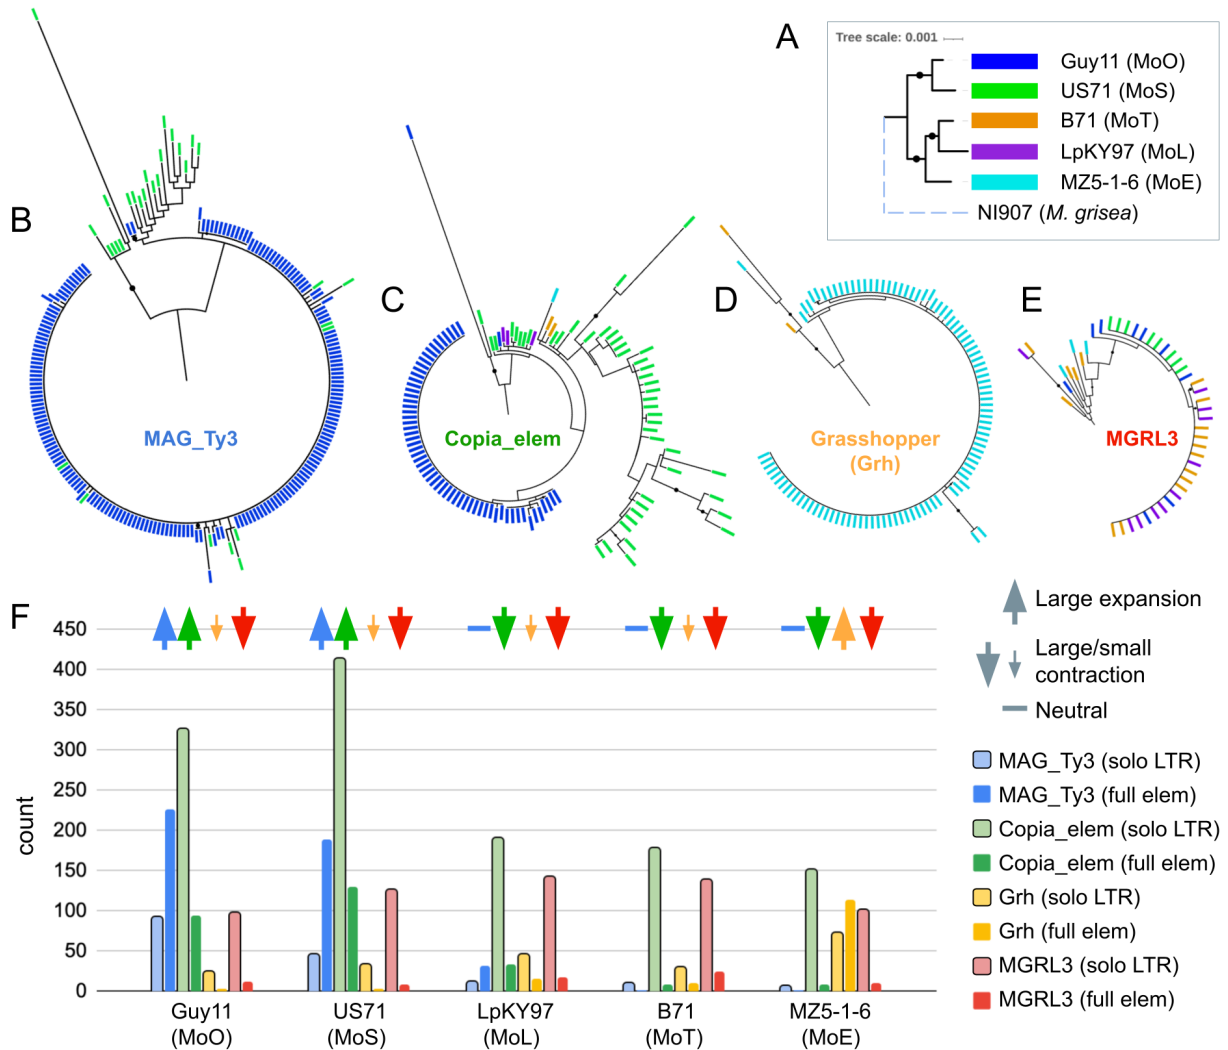 A
Tree scale: 0.001
Guy11 (MoO)
US71 (MoS)
B71 (MoT)
LpKY97 (MoL)
MZ5-1-6 (MoE)
NI907 (M. grisea)
B
MAG_Ty3
C
Copia_elem
D
Grasshopper
(Grh)
E
MGRL3
F
450
400
350
300
250
200
150
100
50
0
count
Guy11
(MoO)
US71
(MoS)
LpKY97
(MoL)
B71
(MoT)
MZ5-1-6
(MoE)
Large expansion
Large/small
contraction
Neutral
MAG_Ty3 (solo LTR)
MAG_Ty3 (full elem)
Copia_elem (solo LTR)
Copia_elem (full elem)
Grh (solo LTR)
Grh (full elem)
MGRL3 (solo LTR)
MGRL3 (full elem)